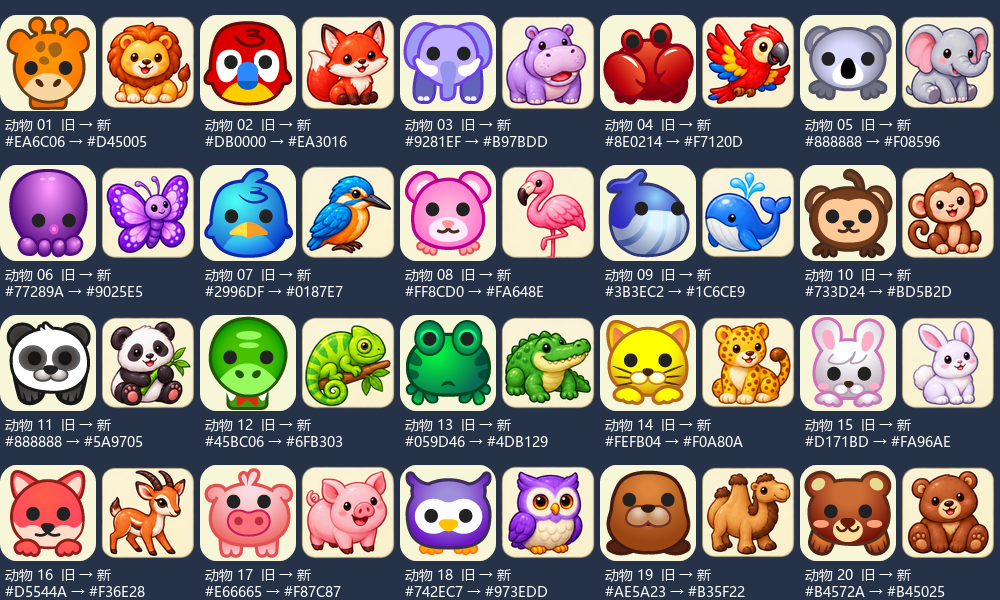 动物 01 旧 → 新
#EA6C06 → #D45005
动物 02 旧 → 新
#DB0000 → #EA3016
动物 03 旧 → 新
#9281EF → #B97BDD
动物 04 旧 → 新
#8E0214 → #F7120D
动物 05 旧 → 新
#888888 → #F08596
动物 06 旧 → 新
#77289A → #9025E5
动物 07 旧 → 新
#2996DF → #0187E7
动物 08 旧 → 新
#FF8CD0 → #FA648E
动物 09 旧 → 新
#3B3EC2 → #1C6CE9
动物 10 旧 → 新
#733D24 → #BD5B2D
动物 11 旧 → 新
#888888 → #5A9705
动物 12 旧 → 新
#45BC06 → #6FB303
动物 13 旧 → 新
#059D46 → #4DB129
动物 14 旧 → 新
#FEFB04 → #F0A80A
动物 15 旧 → 新
#D171BD → #FA96AE
动物 16 旧 → 新
#D5544A → #F36E28
动物 17 旧 → 新
#E66665 → #F87C87
动物 18 旧 → 新
#742EC7 → #973EDD
动物 19 旧 → 新
#AE5A23 → #B35F22
动物 20 旧 → 新
#B4572A → #B45025